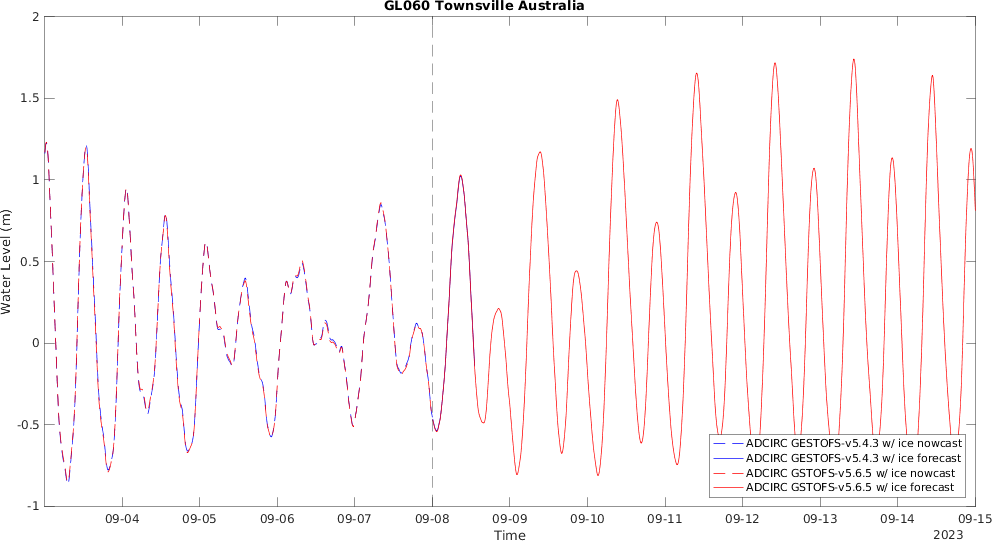 GL060 Townsville Australia
2
1.5
1
0.5
0
-0.5
-1
Water Level (m)
09-04 09-05 09-06 09-07 09-08 09-09 09-10 09-11 09-12 09-13 09-14 09-15
2023
Time
ADCIRC GESTOFS-v5.4.3 w/ ice nowcast
ADCIRC GESTOFS-v5.4.3 w/ ice forecast
ADCIRC GSTOFS-v5.6.5 w/ ice nowcast
ADCIRC GSTOFS-v5.6.5 w/ ice forecast